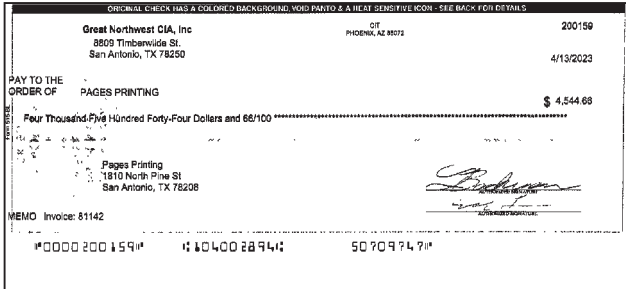 ORIGINAL CHECK HAS A COLORED BACKGROUND, VOID PANTO & A HEAT SENSITIVE ICON - SEE BACK FOR DETAILS
Great Northwest CIA, Inc
8809 Timberwilde St.
San Antonio, TX 78250
CIT
PHOENIX, AZ 85072
200159
4/13/2023
PAY TO THE
ORDER OF PAGES PRINTING
$ 4,544.66
Four Thousand Five Hundred Forty-Four Dollars and 66/100 **********
Pages Printing
1810 North Pine St
San Antonio, TX 78208
AUTHORIZED SIGNATURE
AUTHORIZED SIGNATURE
MEMO Invoice: 81142
⑈0000200159⑈ ⑆104002894⑆ 50709747⑈